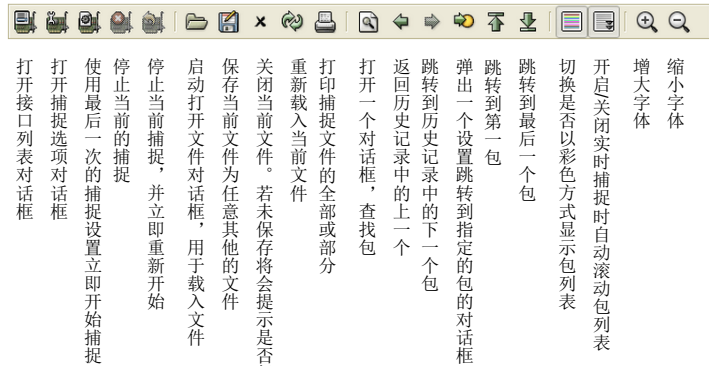 打开接口列表对话框
打开捕捉选项对话框
使用最后一次的捕捉设置立即开始捕捉
停止当前的捕捉
停止当前捕捉，并立即重新开始
启动打开文件对话框，用于载入文件
保存当前文件为任意其他的文件
关闭当前文件。若未保存将会提示是否
重新载入当前文件
打印捕捉文件的全部或部分
打开一个对话框，查找包
返回历史记录中的上一个
跳转到历史记录中的下一个包
弹出一个设置跳转到指定的包的对话框
跳转到第一包
跳转到最后一个包
切换是否以彩色方式显示包列表
开启/关闭实时捕捉时自动滚动包列表
增大字体
缩小字体